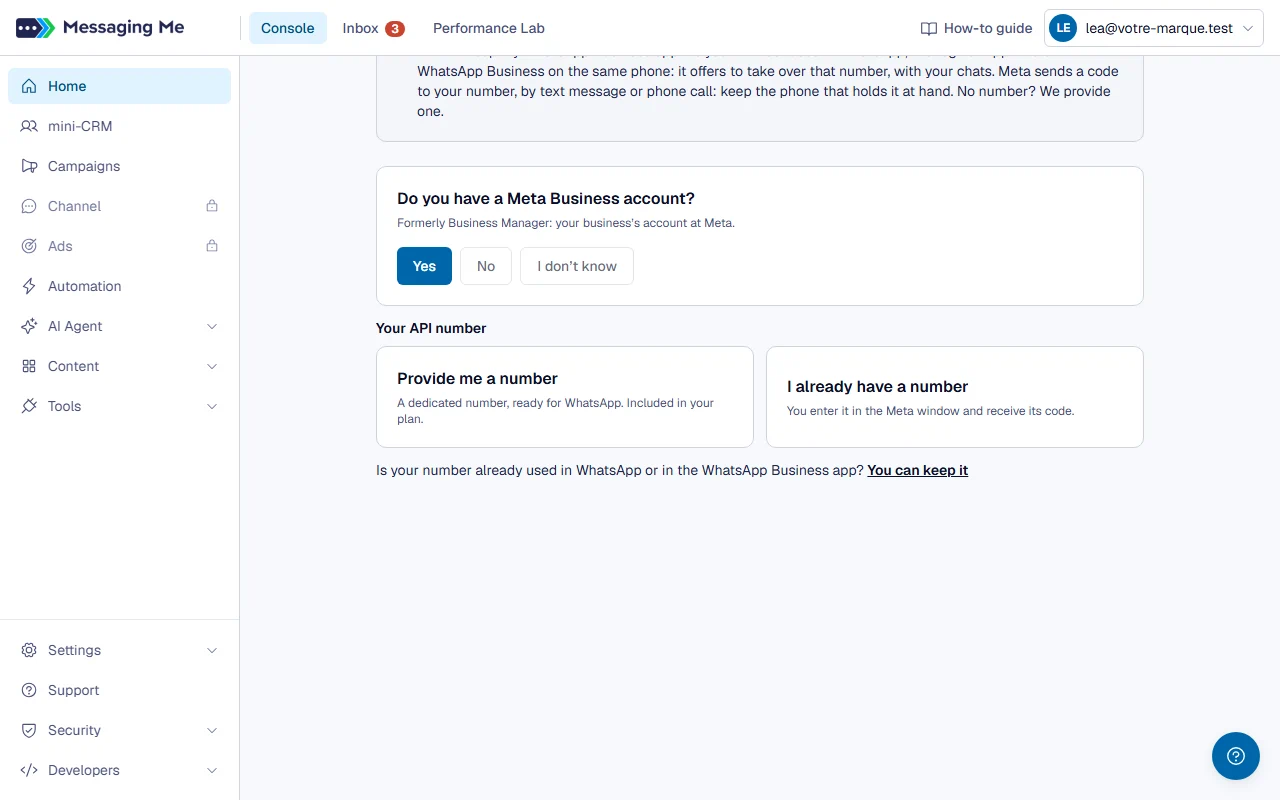 Messaging Me
Console
Inbox 3
Performance Lab
How-to guide
LE
lea@votre-marque.test
Home
mini-CRM
Campaigns
Channel
Ads
Automation
AI Agent
Content
Tools
Settings
Support
Security
Developers
WhatsApp Business on the same phone: it offers to take over that number, with your chats. Meta sends a code
to your number, by text message or phone call: keep the phone that holds it at hand. No number? We provide
one.
Do you have a Meta Business account?
Formerly Business Manager: your business's account at Meta.
Yes
No
I don't know
Your API number
Provide me a number
A dedicated number, ready for WhatsApp. Included in your
plan.
I already have a number
You enter it in the Meta window and receive its code.
Is your number already used in WhatsApp or in the WhatsApp Business app? You can keep it